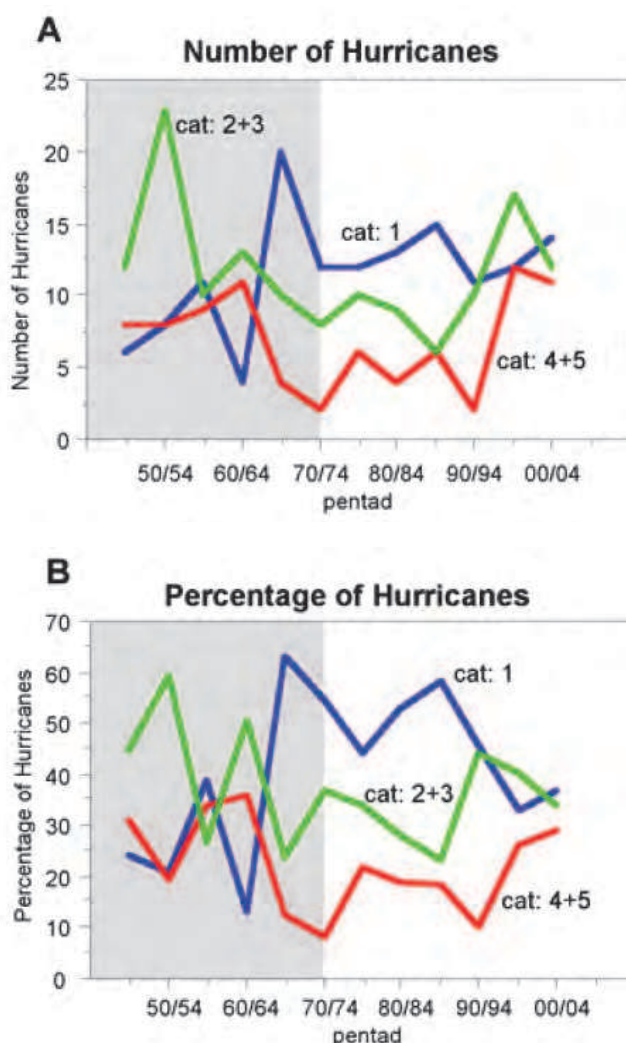 A
Number of Hurricanes
Number of Hurricanes
25
20
15
10
5
0
cat: 2+3
cat: 1
cat: 4+5
50/54 60/64 70/74 80/84 90/94 00/04
pentad
B
Percentage of Hurricanes
Percentage of Hurricanes
70
60
50
40
30
20
10
0
cat: 1
cat: 2+3
cat: 4+5
50/54 60/64 70/74 80/84 90/94 00/04
pentad